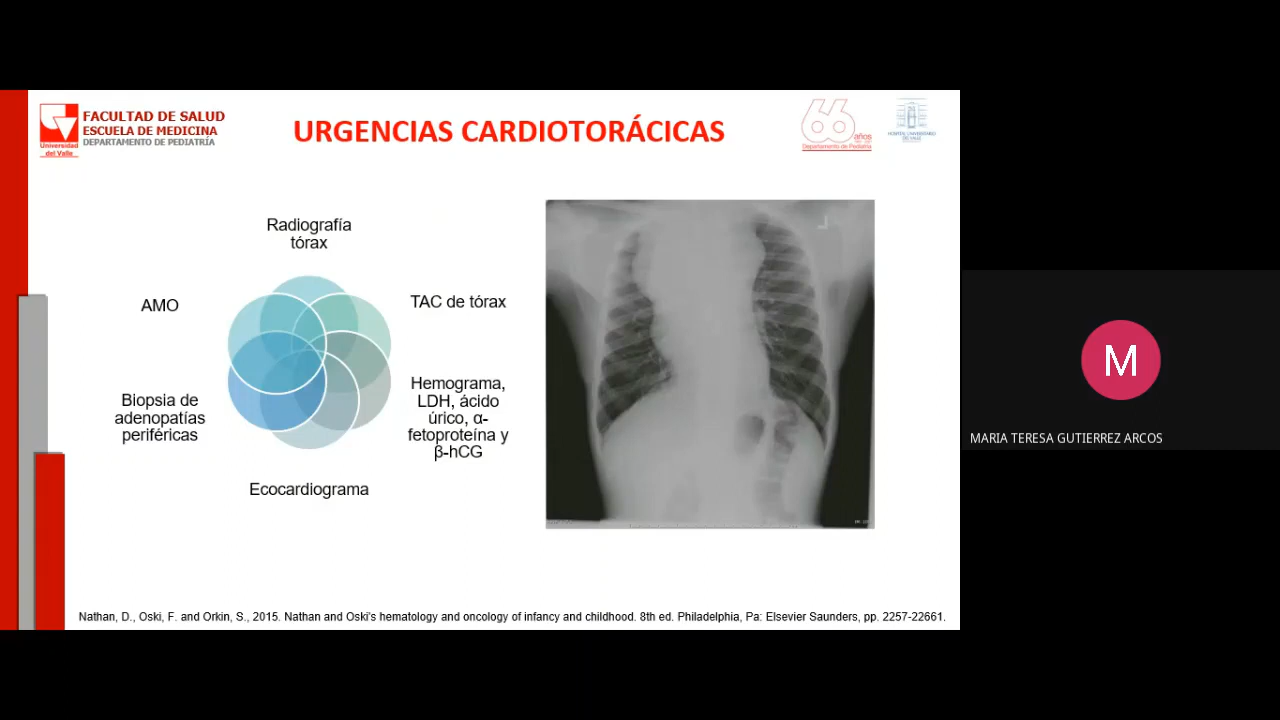 FACULTAD DE SALUD
ESCUELA DE MEDICINA
DEPARTAMENTO DE PEDIATRÍA
Universidad
del Valle
URGENCIAS CARDIOTORÁCICAS
66 años
Departamento de Pediatría
HOSPITAL UNIVERSITARIO
DEL VALLE
Radiografía
tórax
AMO
TAC de tórax
Biopsia de
adenopatías
periféricas
Hemograma,
LDH, ácido
úrico, α-
fetoproteína y
β-hCG
Ecocardiograma
L
M
MARIA TERESA GUTIERREZ ARCOS
Nathan, D., Oski, F. and Orkin, S., 2015. Nathan and Oski's hematology and oncology of infancy and childhood. 8th ed. Philadelphia, Pa: Elsevier Saunders, pp. 2257-22661.